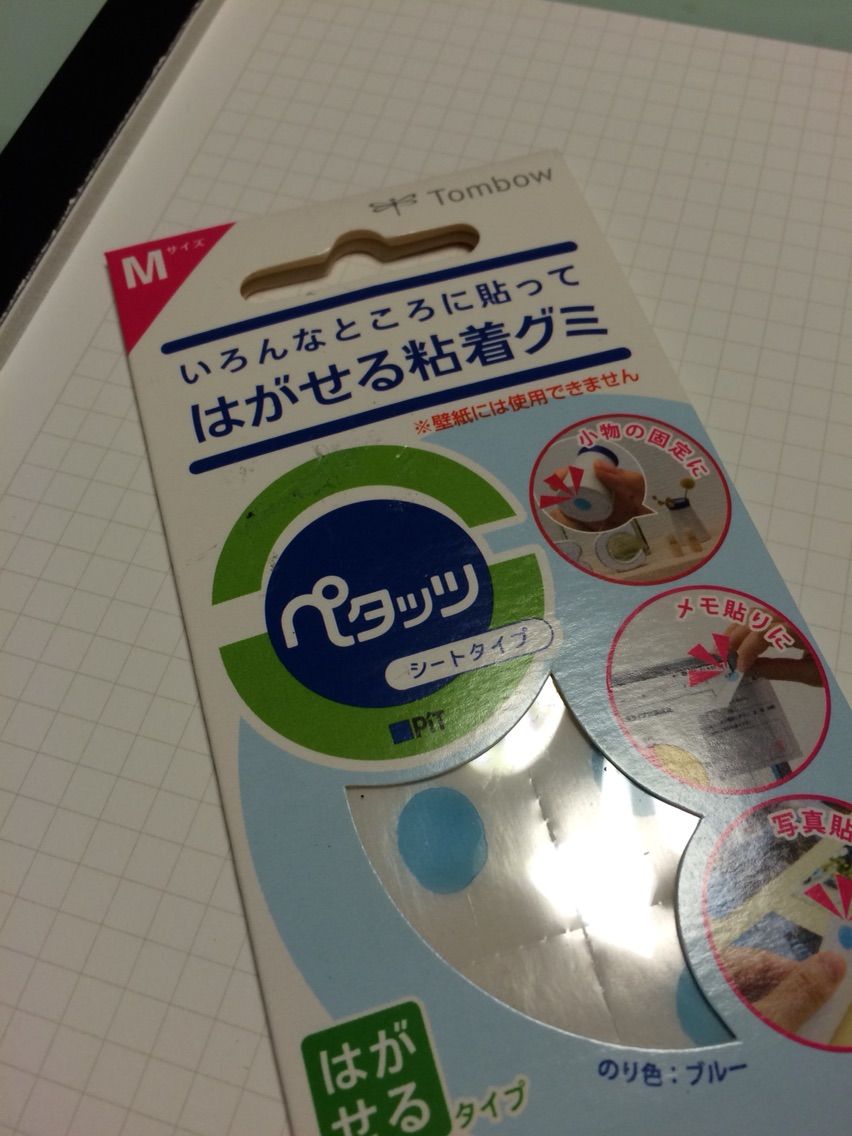 Tombow
Mサイズ
いろんなところに貼って
はがせる粘着グミ
※壁紙には使用できません
小物の固定に
ペタッツ
シートタイプ
PiT
メモ貼りに
写真貼
のり色：ブルー
はが
せる
タイプ